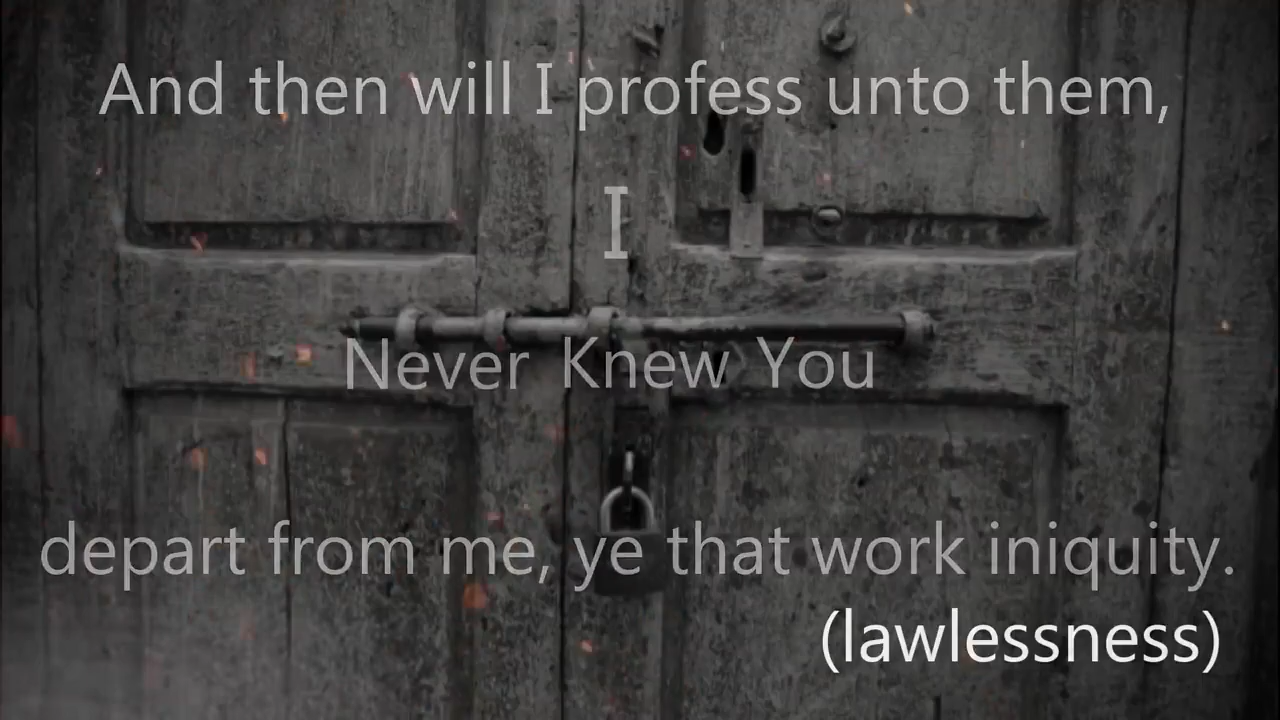 And then will I profess unto them,
I
Never Knew You
depart from me, ye that work iniquity.
(lawlessness)